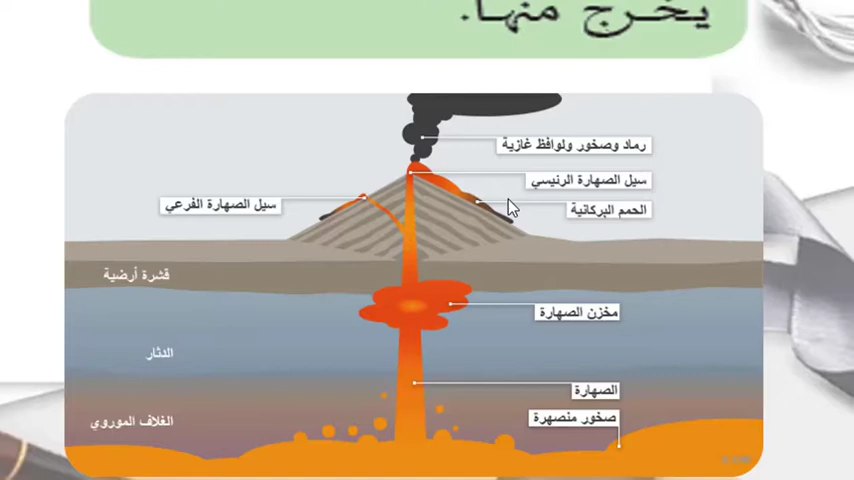 يخرج منها.
رماد وصخور ولوافظ غازية
سيل الصهارة الرئيسي
سيل الصهارة الفرعي
الحمم البركانية
قشرة أرضية
مخزن الصهارة
الدثار
الصهارة
صخور منصهرة
الغلاف الموروي